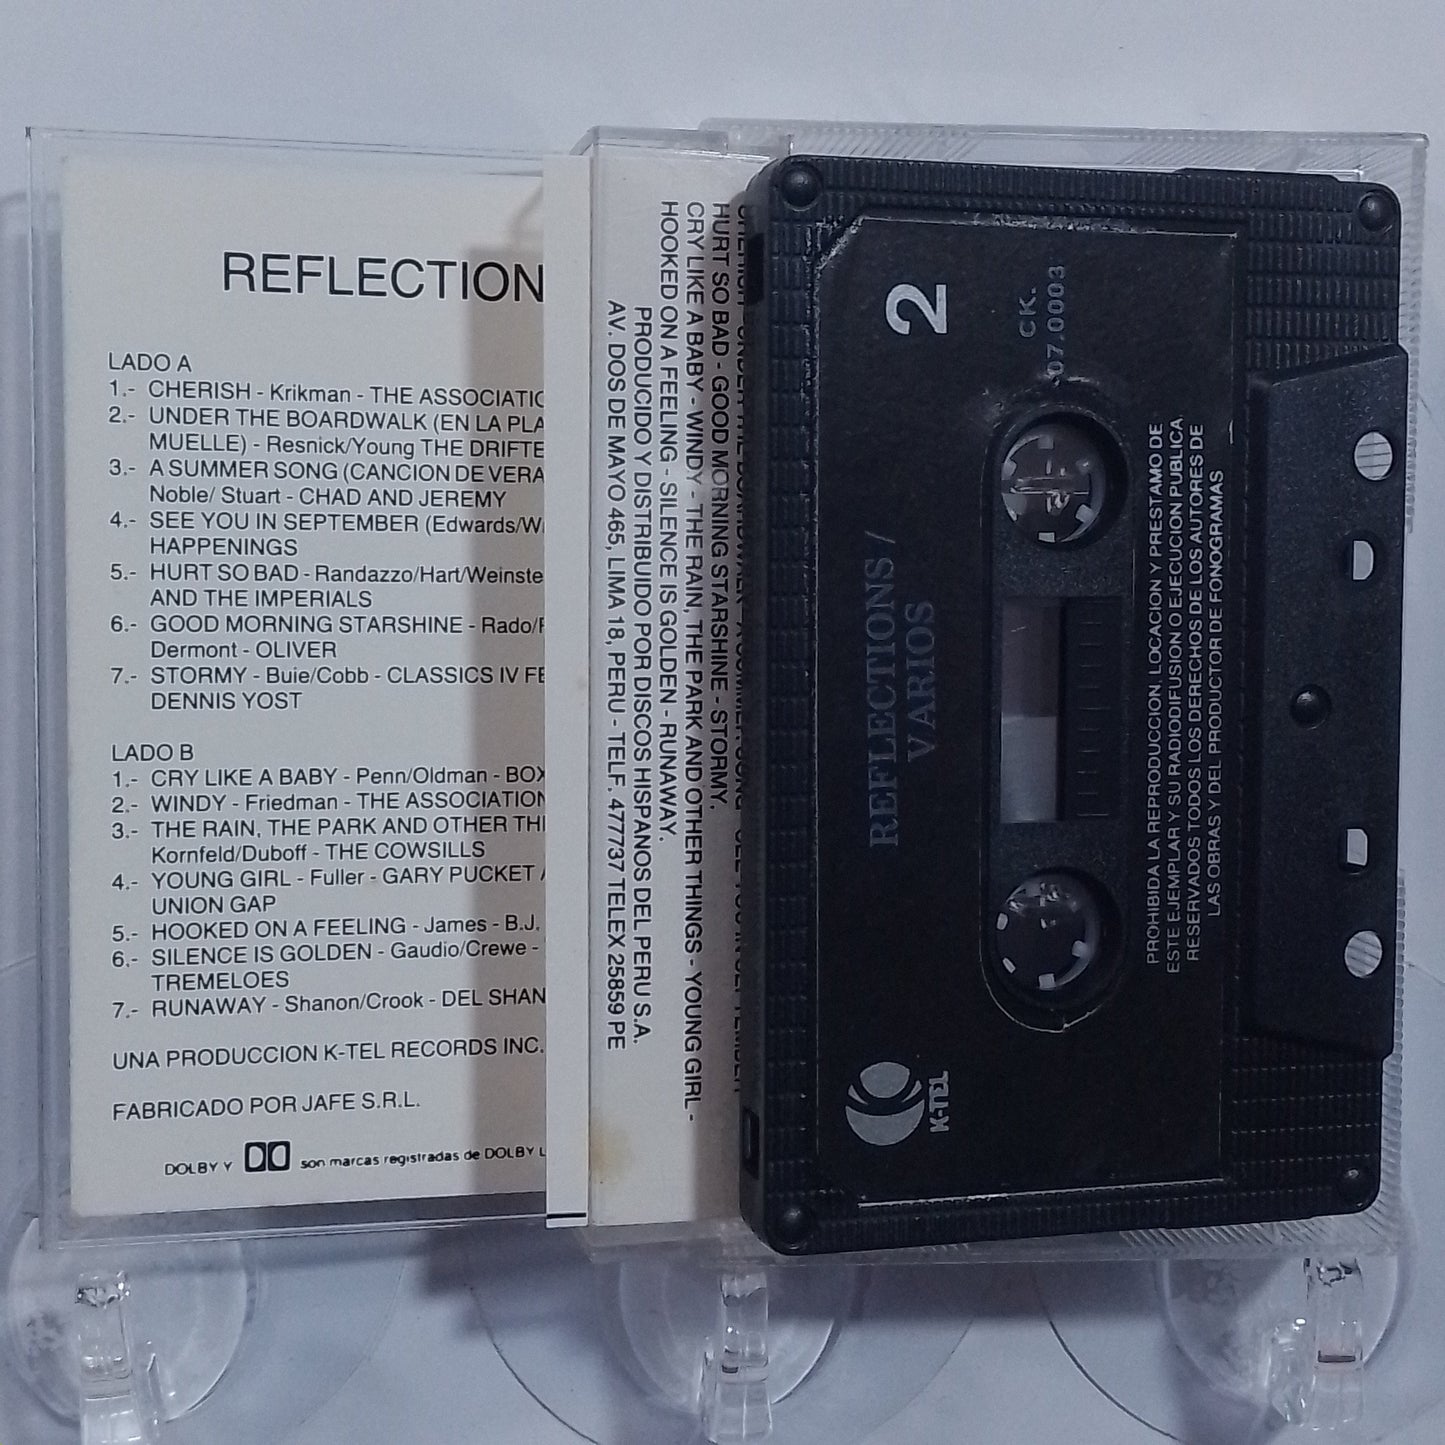 REFLECTION
LADO A
1.- CHERISH - Krikman - THE ASSOCIATIO
2.- UNDER THE BOARDWALK (EN LA PLA
MUELLE) - Resnick/Young THE DRIFTE
3.- A SUMMER SONG (CANCION DE VERA
Noble/ Stuart - CHAD AND JEREMY
4.- SEE YOU IN SEPTEMBER (Edwards/W
HAPPENINGS
5.- HURT SO BAD - Randazzo/Hart/Weinste
AND THE IMPERIALS
6.- GOOD MORNING STARSHINE - Rado/
Dermont - OLIVER
7.- STORMY - Buie/Cobb - CLASSICS IV FE
DENNIS YOST
LADO B
1.- CRY LIKE A BABY - Penn/Oldman - BOX
2.- WINDY - Friedman - THE ASSOCIATION
3.- THE RAIN, THE PARK AND OTHER THI
Kornfeld/Duboff - THE COWSILLS
4.- YOUNG GIRL - Fuller - GARY PUCKET
UNION GAP
5.- HOOKED ON A FEELING - James - B.J.
6.- SILENCE IS GOLDEN - Gaudio/Crewe -
TREMELOES
7.- RUNAWAY - Shanon/Crook - DEL SHAN
UNA PRODUCCION K-TEL RECORDS INC.
FABRICADO POR JAFE S.R.L.
DOLBY Y son marcas registradas de DOLBY L
HURT SO BAD - GOOD MORNING STARSHINE - STORMY.
CRY LIKE A BABY - WINDY - THE RAIN, THE PARK AND OTHER THINGS - YOUNG GIRL -
HOOKED ON A FEELING - SILENCE IS GOLDEN - RUNAWAY.
PRODUCIDO Y DISTRIBUIDO POR DISCOS HISPANOS DEL PERU S.A.
AV. DOS DE MAYO 465, LIMA 18, PERU - TELF. 477737 TELEX 25859 PE
2
CK.
07.0003
REFLECTIONS /
VARIOS
PROHIBIDA LA REPRODUCCION, LOCACION Y PRESTAMO DE
ESTE EJEMPLAR Y SU RADIODIFUSION O EJECUCION PUBLICA.
RESERVADOS TODOS LOS DERECHOS DE LOS AUTORES DE
LAS OBRAS Y DEL PRODUCTOR DE FONOGRAMAS
K-TEL